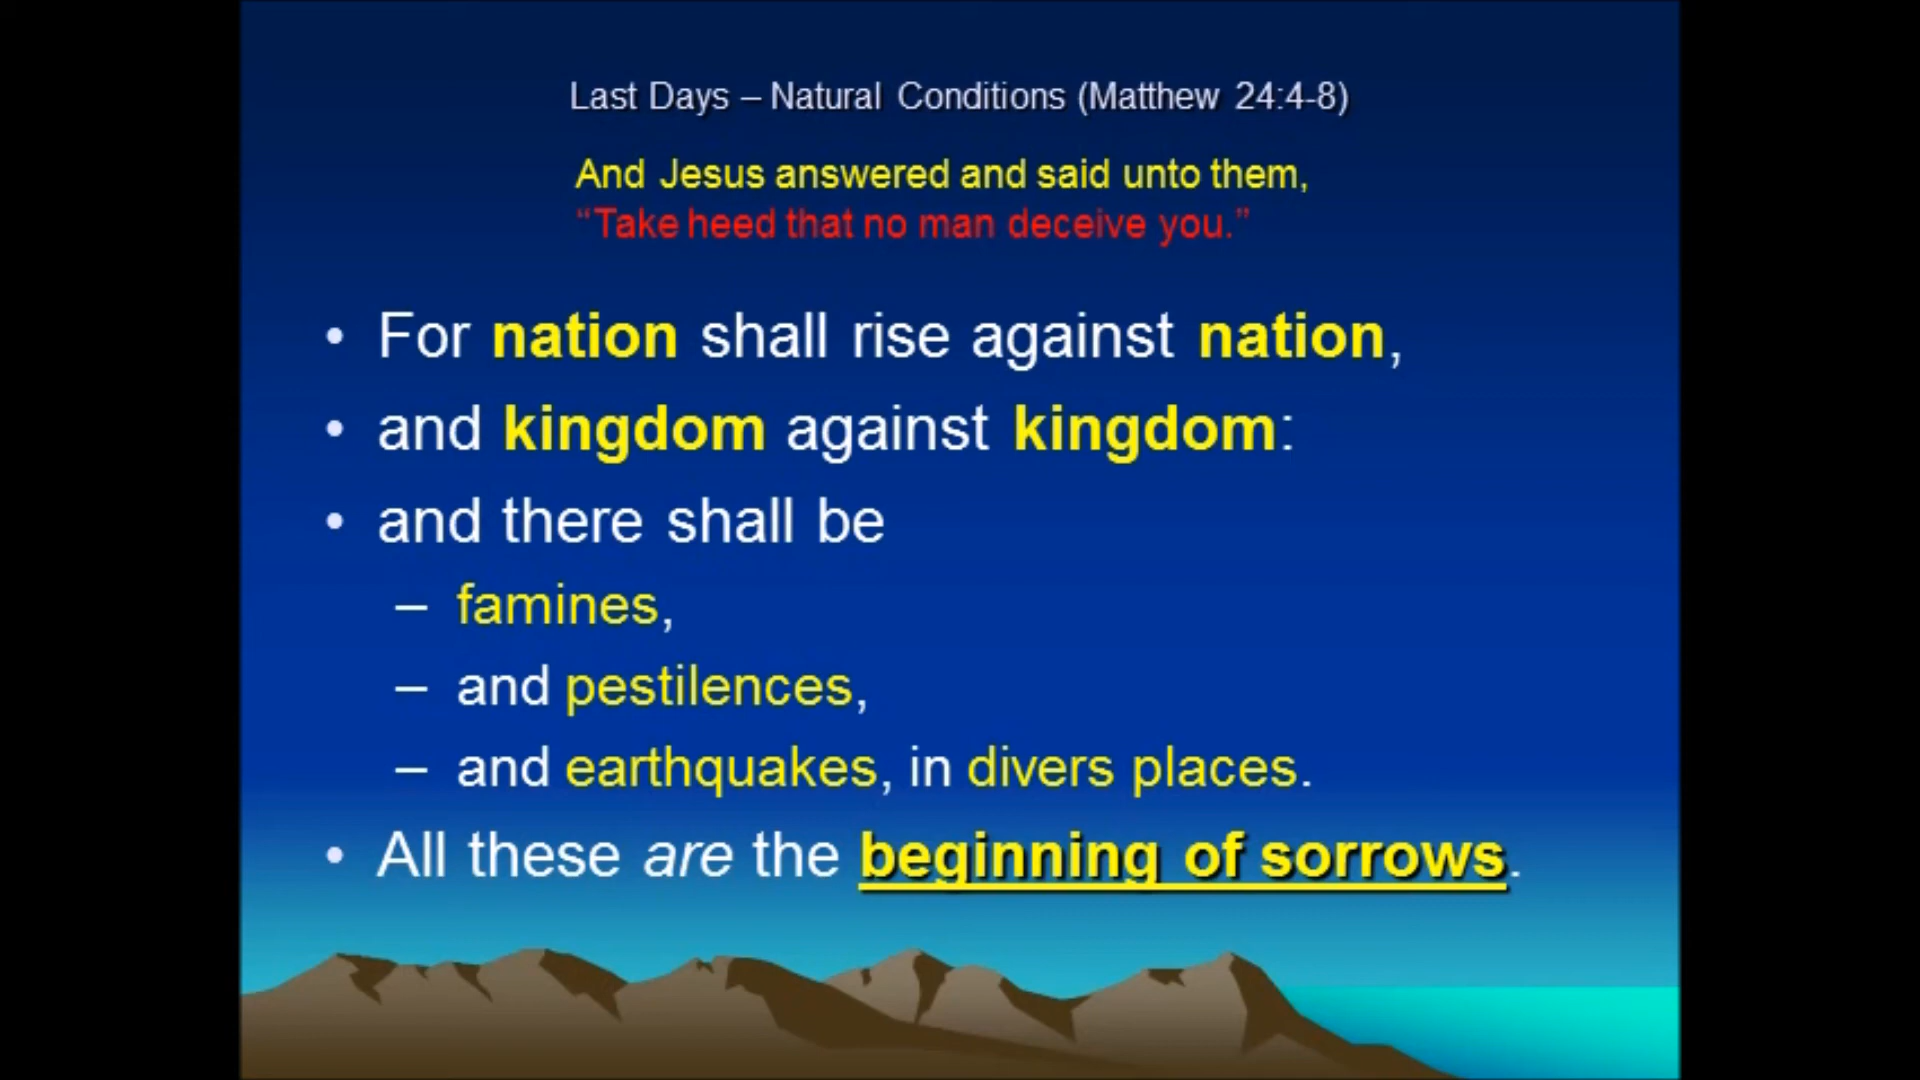 Last Days – Natural Conditions (Matthew 24:4-8)
And Jesus answered and said unto them,
“Take heed that no man deceive you.”
• For nation shall rise against nation,
• and kingdom against kingdom:
• and there shall be
– famines,
– and pestilences,
– and earthquakes, in divers places.
• All these are the beginning of sorrows.